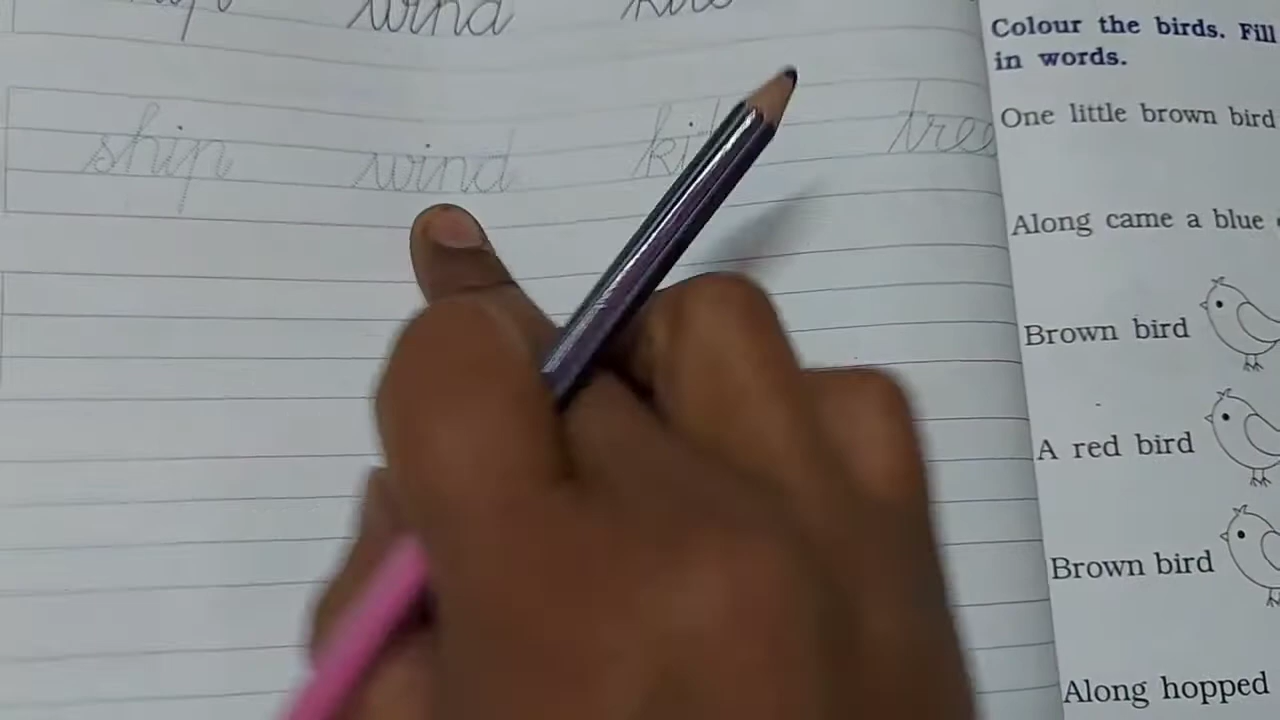 wind
ship wind tree
Colour the birds. Fill
in words.
One little brown bird
Along came a blue
Brown bird
A red bird
Brown bird
Along hopped